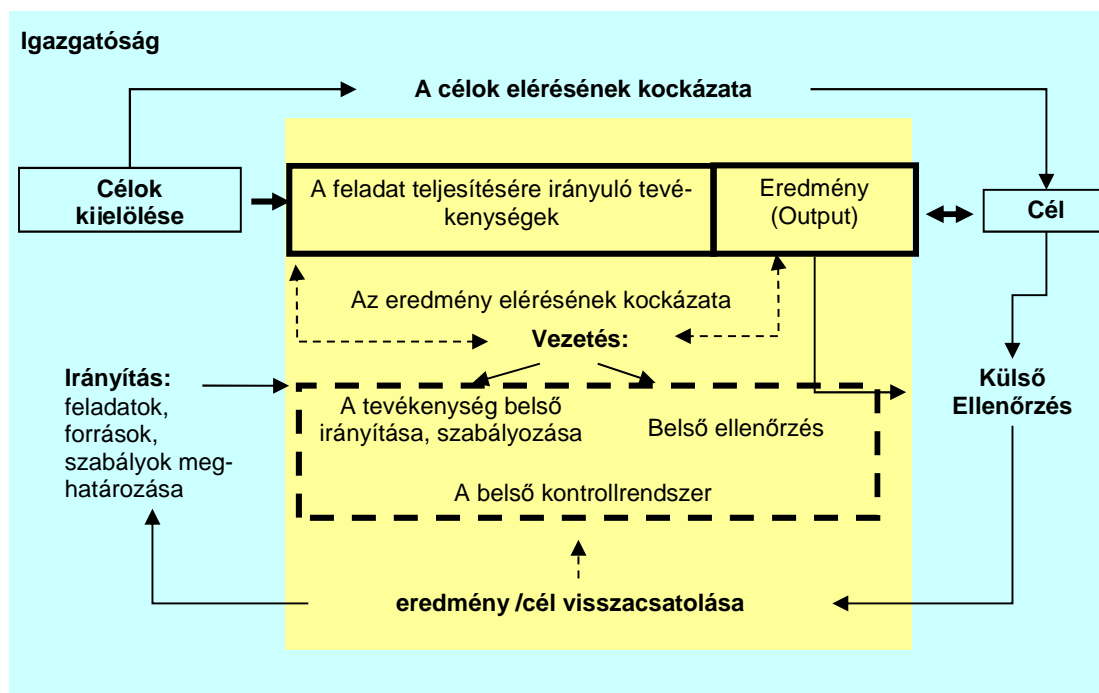 Igazgatóság
A célok elérésének kockázata
Célok
kijelölése
A feladat teljesítésére irányuló tevé-
kenységek
Eredmény
(Output)
Cél
Az eredmény elérésének kockázata
Vezetés:
Irányítás:
feladatok,
források,
szabályok meg-
határozása
A tevékenység belső
irányítása, szabályozása
Belső ellenőrzés
Külső
Ellenőrzés
A belső kontrollrendszer
eredmény /cél visszacsatolása